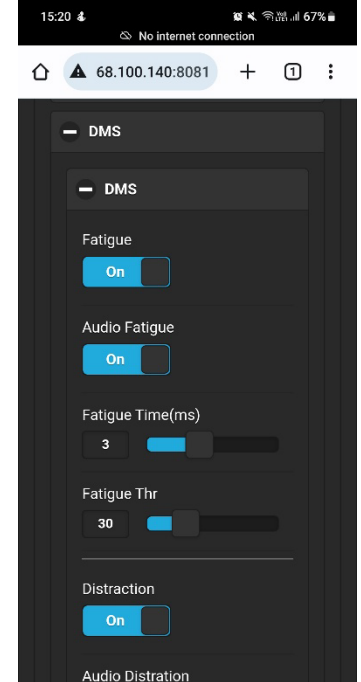 15:20
67%
No internet connection
68.100.140:8081
1
DMS
DMS
Fatigue
On
Audio Fatigue
On
Fatigue Time(ms)
3
Fatigue Thr
30
Distraction
On
Audio Distration